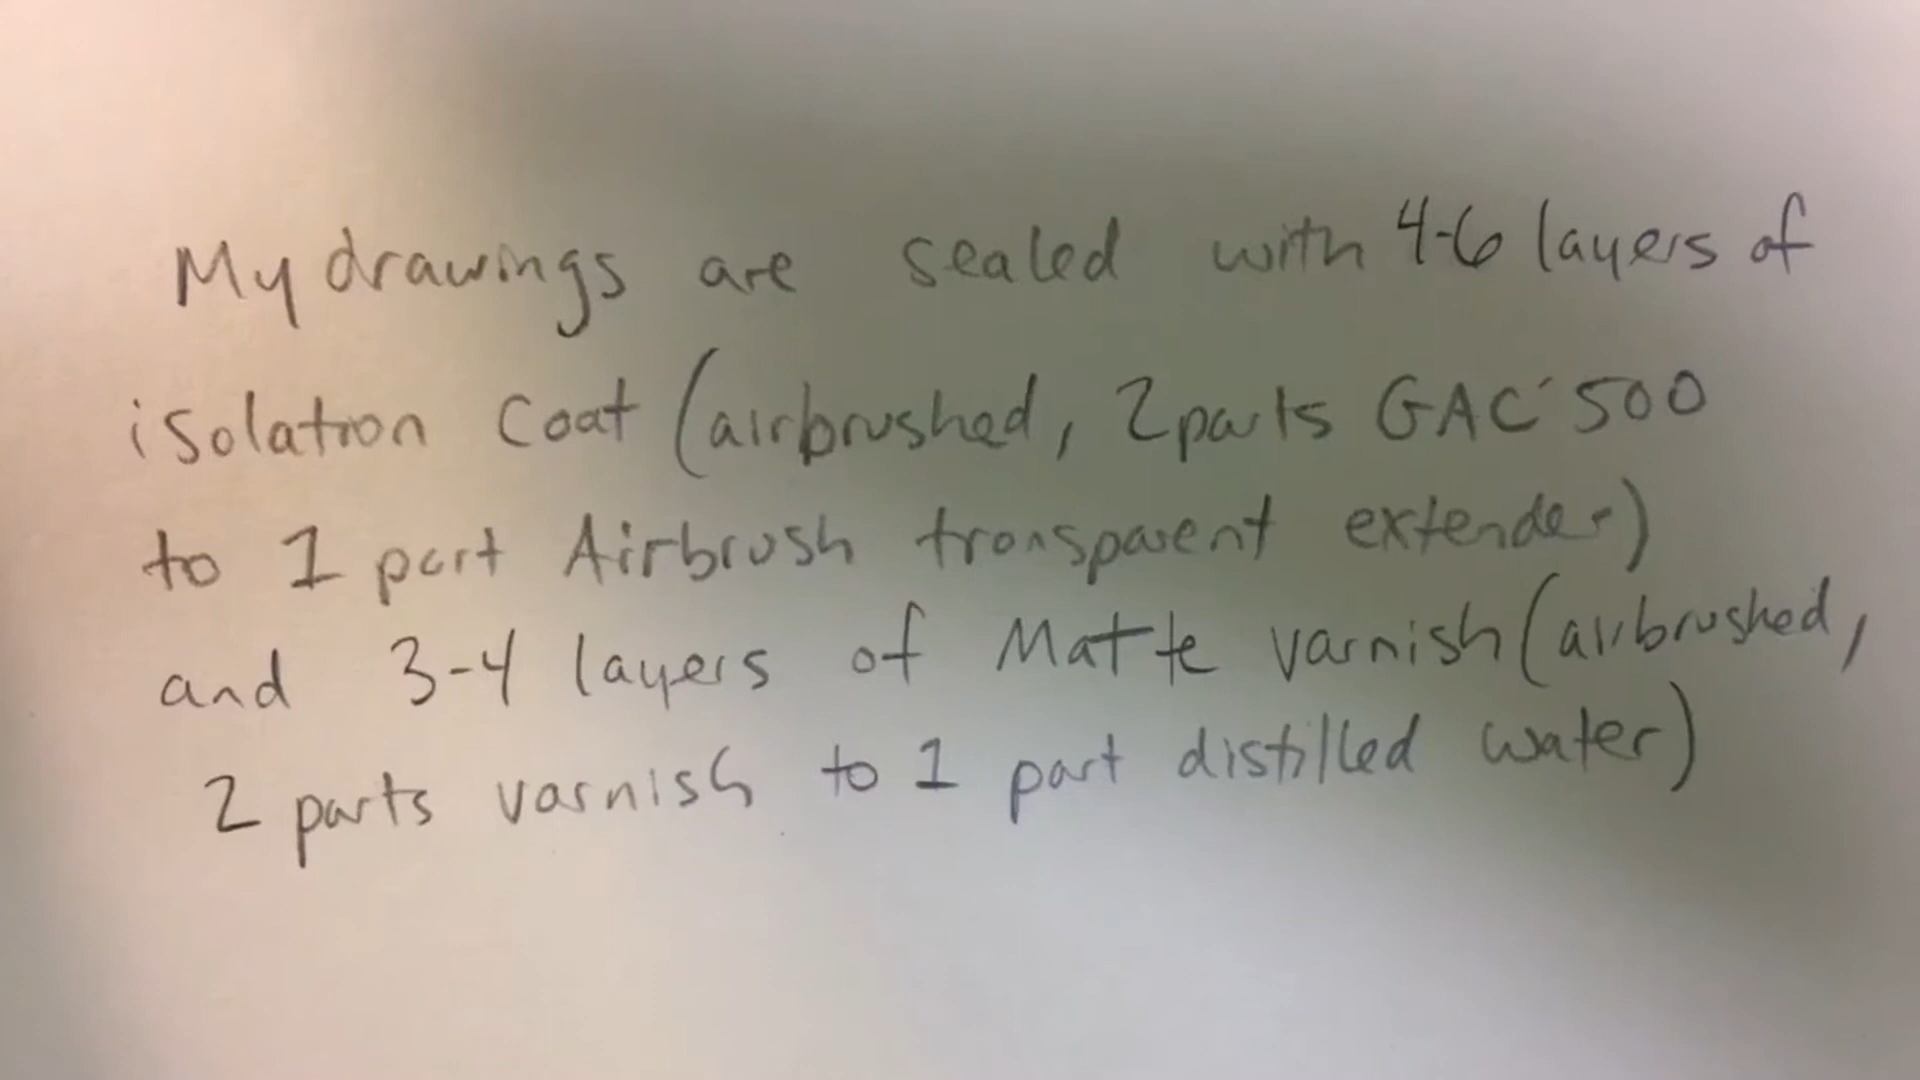 My drawings are sealed with 4-6 layers of
isolation coat (airbrushed, 2 parts GAC 500
to 1 part Airbrush transparent extender)
and 3-4 layers of Matte varnish (airbrushed,
2 parts varnish to 1 part distilled water)